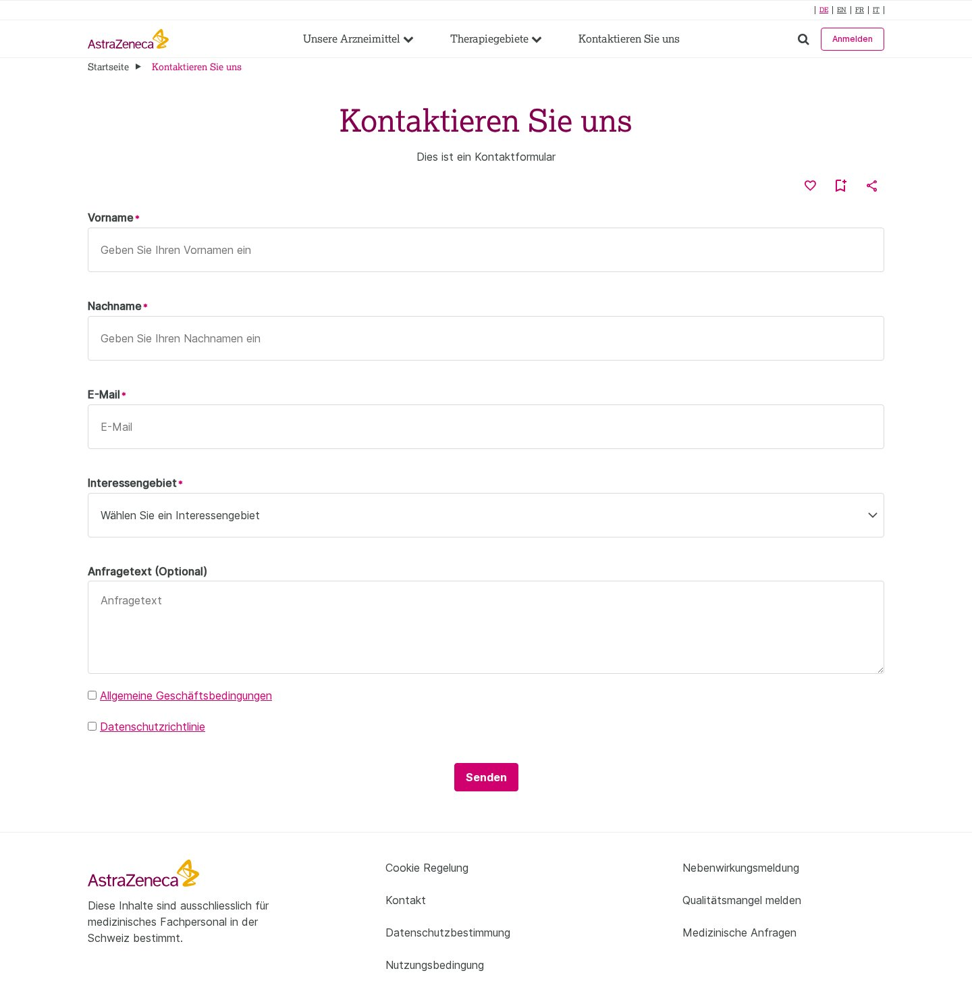 DE EN FR IT
AstraZeneca Unsere Arzneimittel Therapiegebiete Kontaktieren Sie uns Anmelden
Startseite Kontaktieren Sie uns
Kontaktieren Sie uns
Dies ist ein Kontaktformular
Vorname*
Geben Sie Ihren Vornamen ein
Nachname*
Geben Sie Ihren Nachnamen ein
E-Mail*
E-Mail
Interessengebiet*
Wählen Sie ein Interessengebiet
Anfragetext (Optional)
Anfragetext
Allgemeine Geschäftsbedingungen
Datenschutzrichtlinie
Senden
AstraZeneca
Diese Inhalte sind ausschliesslich für
medizinisches Fachpersonal in der
Schweiz bestimmt.
Cookie Regelung
Kontakt
Datenschutzbestimmung
Nutzungsbedingung
Nebenwirkungsmeldung
Qualitätsmangel melden
Medizinische Anfragen